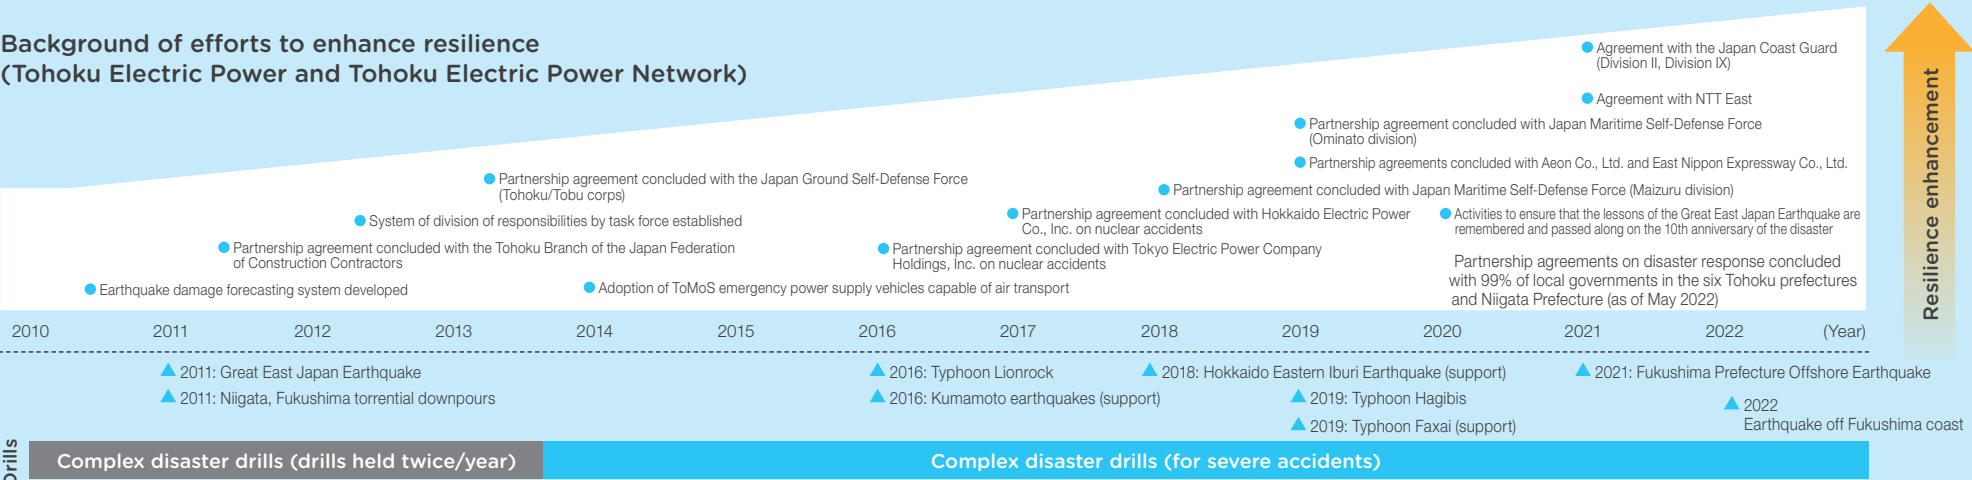 Background of efforts to enhance resilience
(Tohoku Electric Power and Tohoku Electric Power Network)
Agreement with the Japan Coast Guard
(Division II, Division IX)
Agreement with NTT East
Partnership agreement concluded with Japan Maritime Self-Defense Force
(Ominato division)
Partnership agreements concluded with Aeon Co., Ltd. and East Nippon Expressway Co., Ltd.
Partnership agreement concluded with the Japan Ground Self-Defense Force
(Tohoku/Tobu corps)
Partnership agreement concluded with Japan Maritime Self-Defense Force (Maizuru division)
System of division of responsibilities by task force established
Partnership agreement concluded with Hokkaido Electric Power
Co., Inc. on nuclear accidents
Activities to ensure that the lessons of the Great East Japan Earthquake are
remembered and passed along on the 10th anniversary of the disaster
Partnership agreement concluded with the Tohoku Branch of the Japan Federation
of Construction Contractors
Partnership agreement concluded with Tokyo Electric Power Company
Holdings, Inc. on nuclear accidents
Partnership agreements on disaster response concluded
with 99% of local governments in the six Tohoku prefectures
and Niigata Prefecture (as of May 2022)
Earthquake damage forecasting system developed
Adoption of ToMoS emergency power supply vehicles capable of air transport
Resilience enhancement
2010 2011 2012 2013 2014 2015 2016 2017 2018 2019 2020 2021 2022 (Year)
2011: Great East Japan Earthquake
2011: Niigata, Fukushima torrential downpours
2016: Typhoon Lionrock
2016: Kumamoto earthquakes (support)
2018: Hokkaido Eastern Iburi Earthquake (support)
2019: Typhoon Hagibis
2019: Typhoon Faxai (support)
2021: Fukushima Prefecture Offshore Earthquake
2022
Earthquake off Fukushima coast
Drills
Complex disaster drills (drills held twice/year)
Complex disaster drills (for severe accidents)